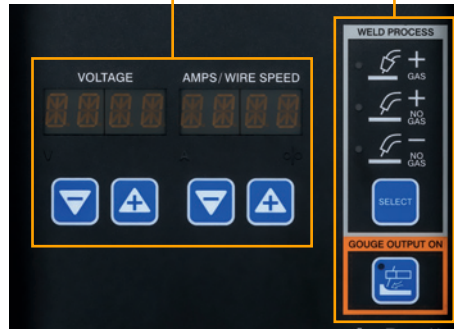 WELD PROCESS
VOLTAGE
AMPS/WIRE SPEED
+
GAS
+
NO
GAS
−
NO
GAS
V
A
− + − +
SELECT
GOUGE OUTPUT ON